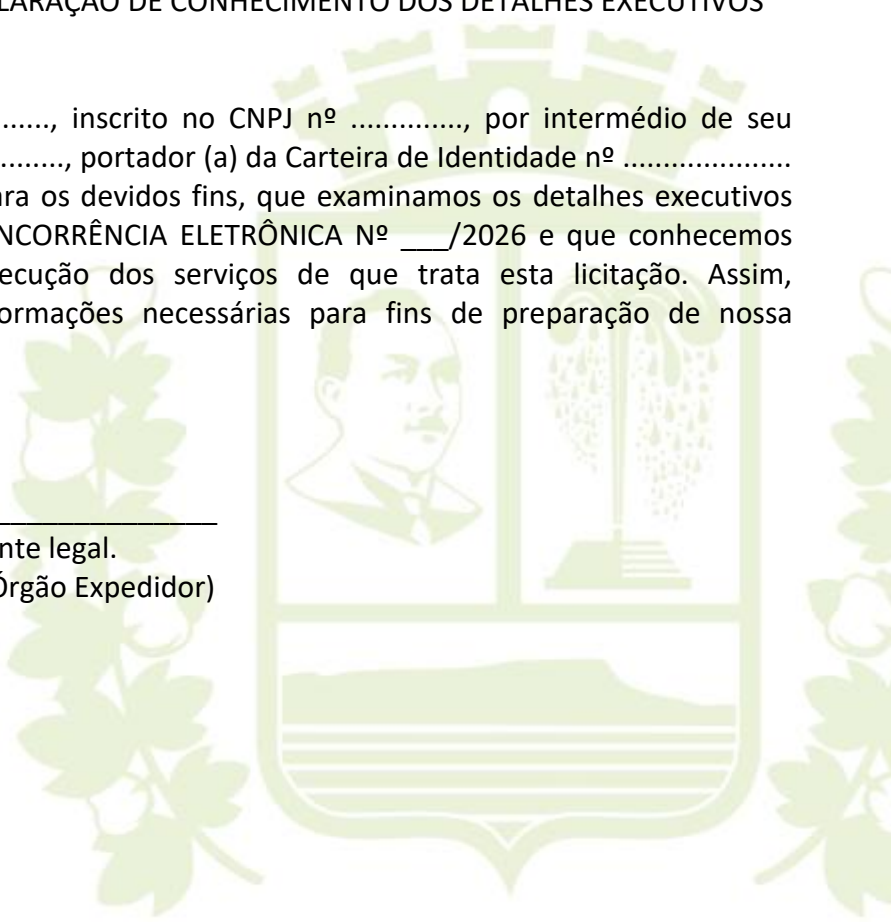 LARAÇÃO DE CONHECIMENTO DOS DETALHES EXECUTIVOS
......, inscrito no CNPJ nº .............., por intermédio de seu
.........., portador (a) da Carteira de Identidade nº .....................
ara os devidos fins, que examinamos os detalhes executivos
NCORRÊNCIA ELETRÔNICA Nº ___/2026 e que conhecemos
ecução dos serviços de que trata esta licitação. Assim,
ormações necessárias para fins de preparação de nossa
______________
nte legal.
Órgão Expedidor)